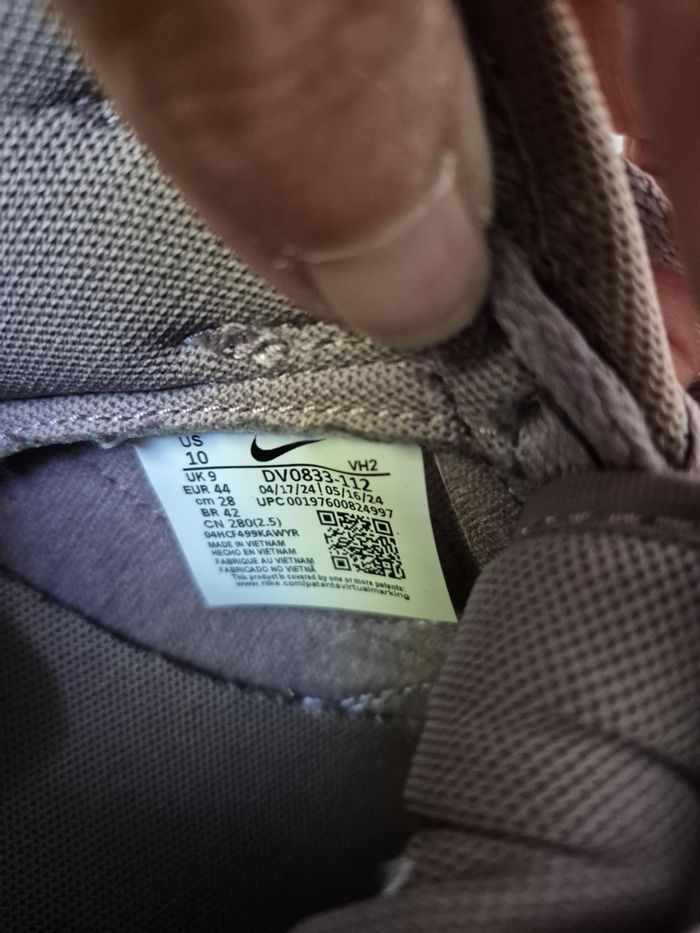 US
10
VH2
UK 9
DV0833-112
EUR 44
04/17/24 | 05/16/24
cm 28
UPC 00197600824997
BR 42
CN 280(2.5)
04HCF499KAWYR
MADE IN VIETNAM
HECHO EN VIETNAM
FABRIQUE AU VIETNAM
FABRICADO NO VIETNÃ
This product is covered by one or more patents:
www.nike.com/patentsvirtualmarking